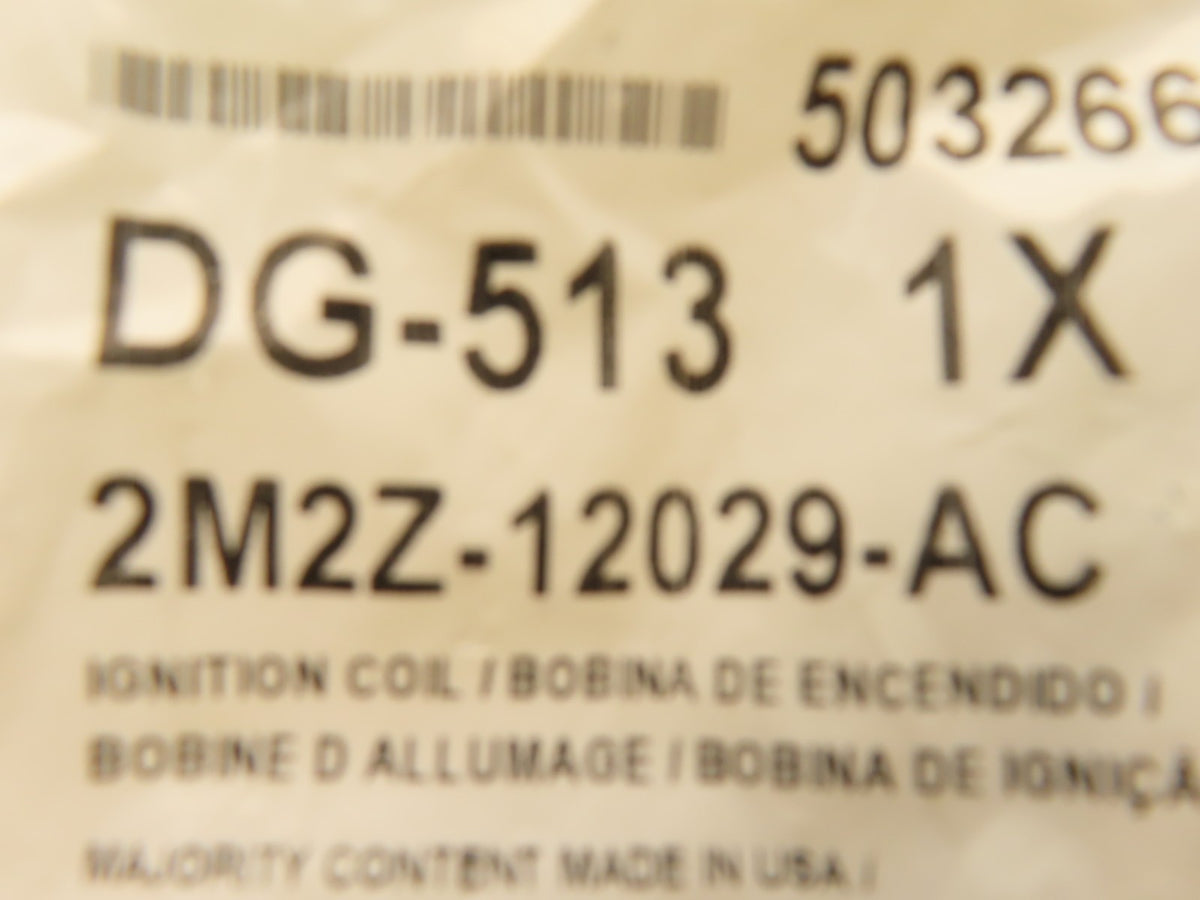 503266
DG-513 1X
2M2Z-12029-AC
IGNITION COIL / BOBINA DE ENCENDIDO /
BOBINE D ALLUMAGE / BOBINA DE IGNIÇÃ
MAJORITY CONTENT MADE IN USA /